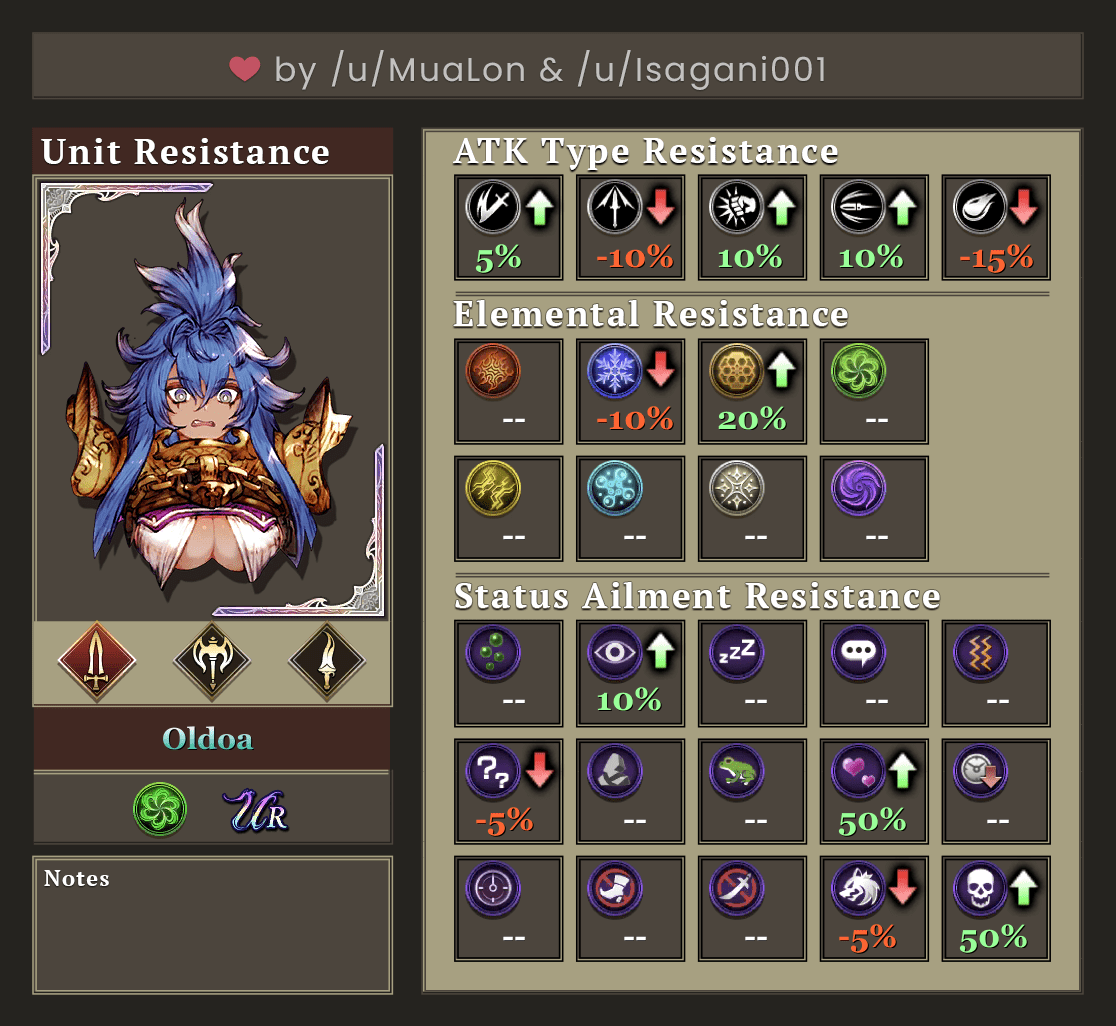 by /u/MuaLon & /u/Isagani001
Unit Resistance
Oldoa
UR
Notes
ATK Type Resistance
5% -10% 10% 10% -15%
Elemental Resistance
-- -10% 20% --
-- -- -- --
Status Ailment Resistance
zzZ
-- 10% -- -- --
??
-5% -- -- 50% --
-- -- -- -5% 50%